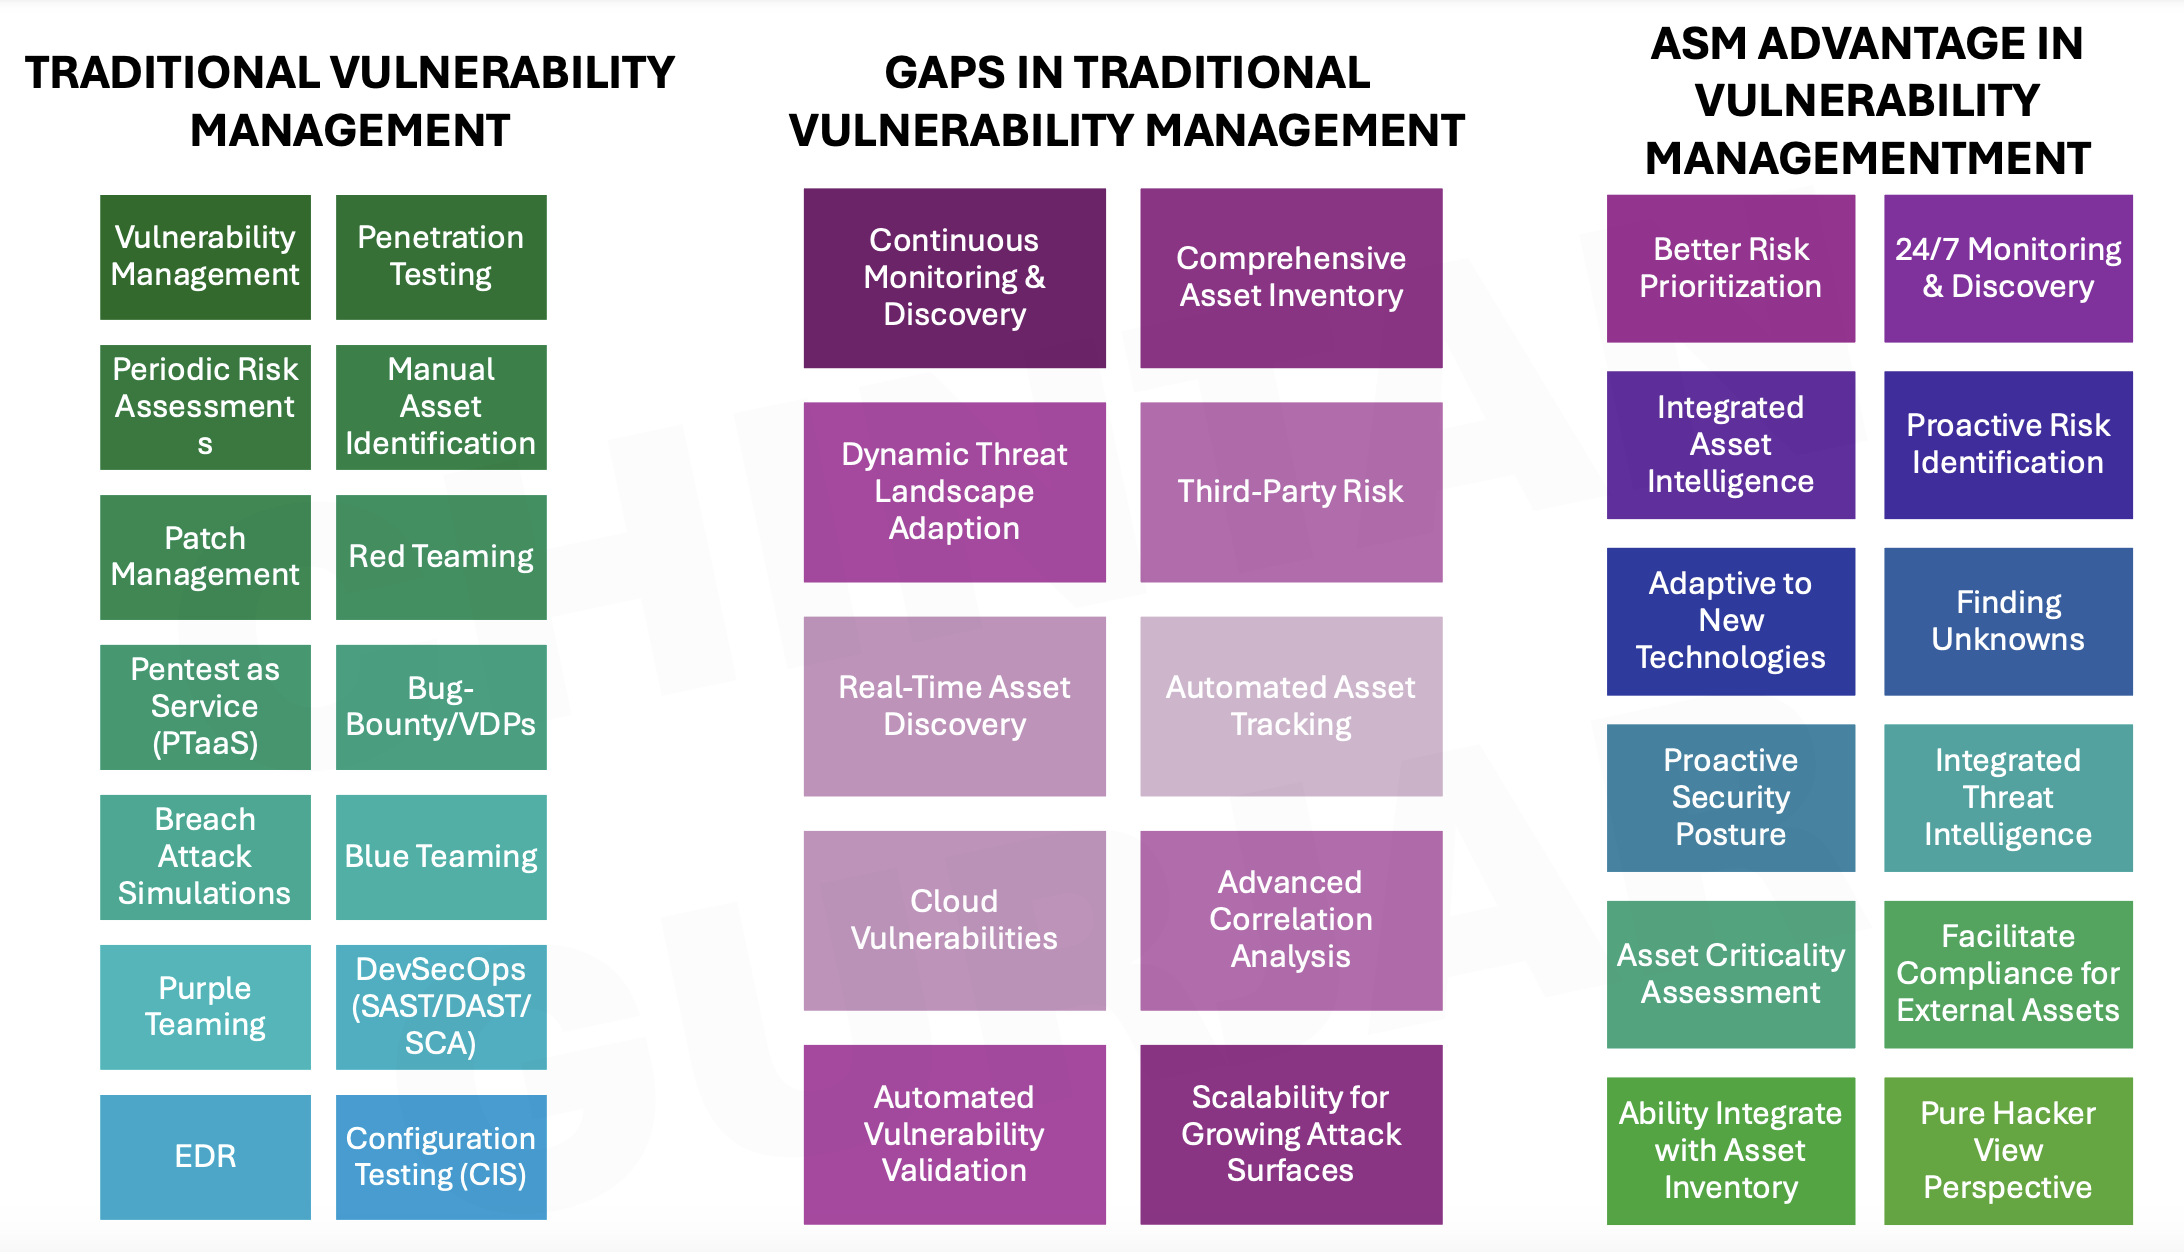 TRADITIONAL VULNERABILITY
MANAGEMENT
Vulnerability
Management
Penetration
Testing
Periodic Risk
Assessment
s
Manual
Asset
Identification
Patch
Management
Red Teaming
Pentest as
Service
(PTaaS)
Bug-
Bounty/VDPs
Breach
Attack
Simulations
Blue Teaming
Purple
Teaming
DevSecOps
(SAST/DAST/
SCA)
EDR
Configuration
Testing (CIS)
GAPS IN TRADITIONAL
VULNERABILITY MANAGEMENT
Continuous
Monitoring &
Discovery
Comprehensive
Asset Inventory
Dynamic Threat
Landscape
Adaption
Third-Party Risk
Real-Time Asset
Discovery
Automated Asset
Tracking
Cloud
Vulnerabilities
Advanced
Correlation
Analysis
Automated
Vulnerability
Validation
Scalability for
Growing Attack
Surfaces
ASM ADVANTAGE IN
VULNERABILITY
MANAGEMENTMENT
Better Risk
Prioritization
24/7 Monitoring
& Discovery
Integrated
Asset
Intelligence
Proactive Risk
Identification
Adaptive to
New
Technologies
Finding
Unknowns
Proactive
Security
Posture
Integrated
Threat
Intelligence
Asset Criticality
Assessment
Facilitate
Compliance for
External Assets
Ability Integrate
with Asset
Inventory
Pure Hacker
View
Perspective
CHINTAN
GURJAR